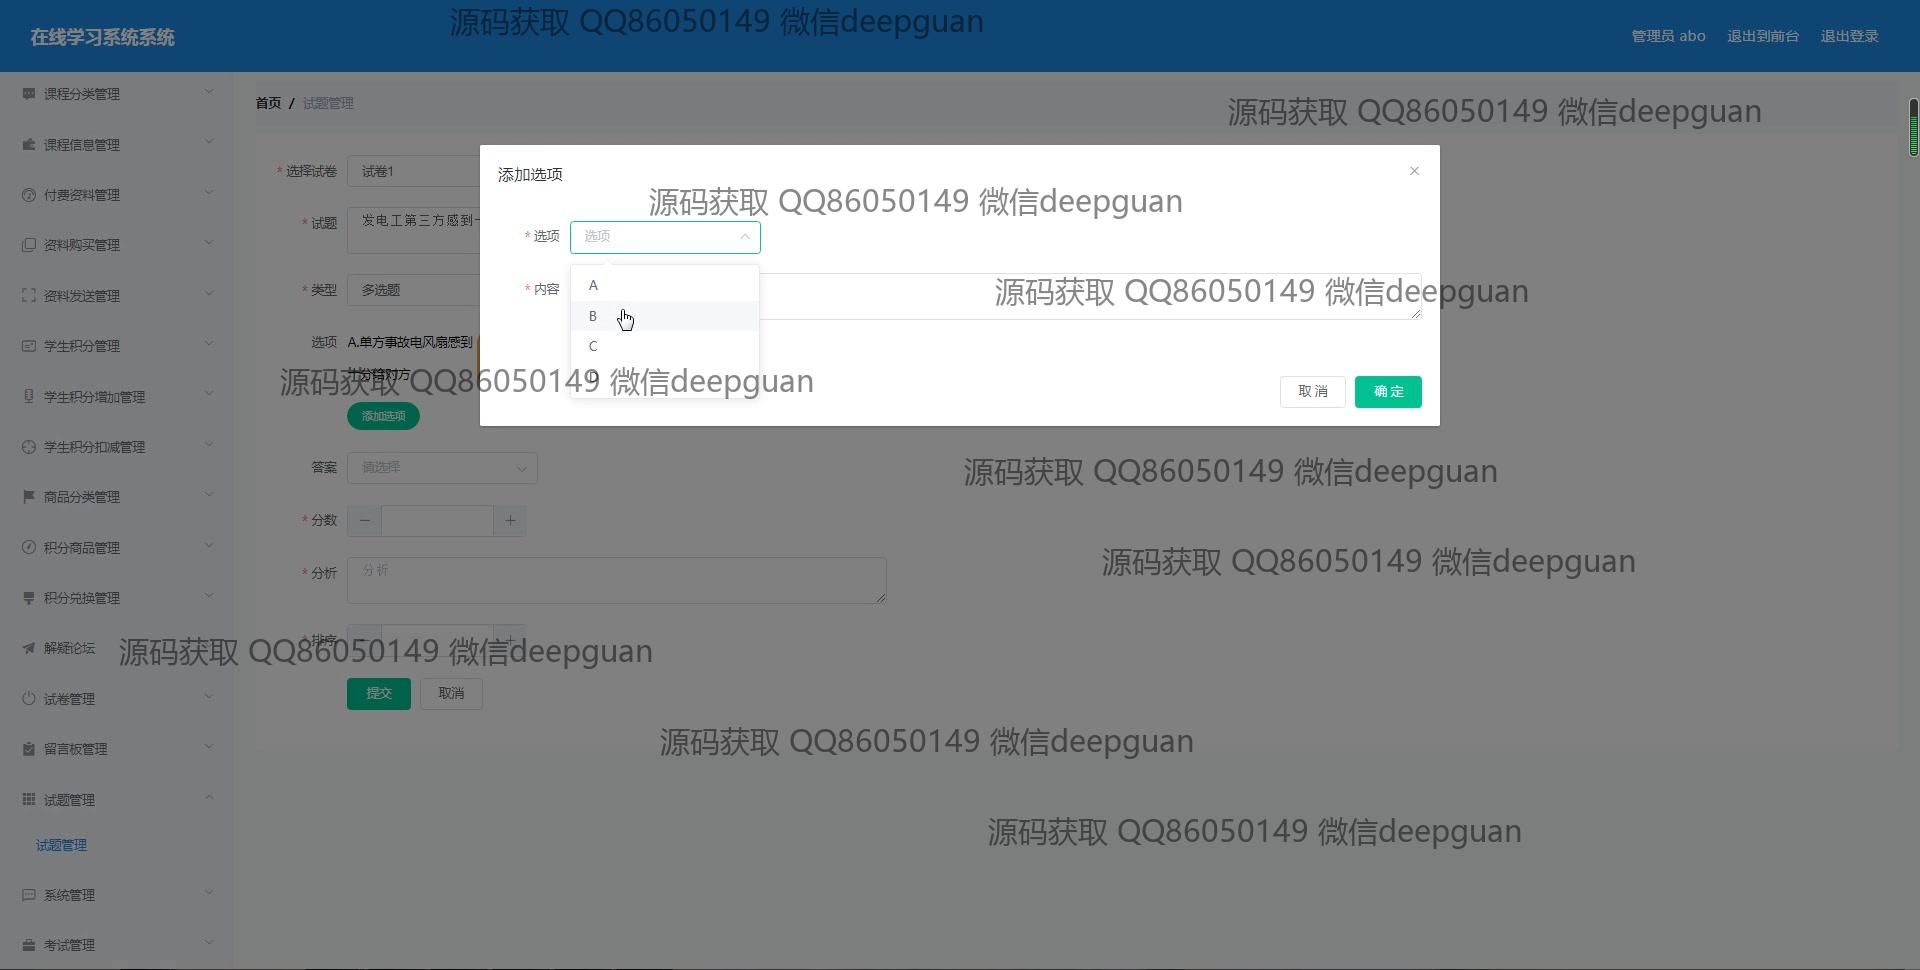 源码获取 QQ86050149 微信deepguan
在线学习系统系统
管理员 abo
退出到前台
退出登录
课程分类管理
首页 / 试题管理
源码获取 QQ86050149 微信deepguan
课程信息管理
* 选择试卷 试卷1
添加选项
付费资料管理
源码获取 QQ86050149 微信deepguan
* 试题 发电工第三方感到
* 选项 选项
资料购买管理
A
* 内容
源码获取 QQ86050149 微信deepguan
资料发送管理
* 类型 多选题
B
选项 A.单方事故电风扇感到
十分给对方
C
学生积分管理
源码获取 QQ86050149 微信deepguan
D
取消
确定
学生积分增加管理
添加选项
学生积分扣减管理
答案 请选择
源码获取 QQ86050149 微信deepguan
商品分类管理
* 分数
积分商品管理
源码获取 QQ86050149 微信deepguan
* 分析 分析
积分兑换管理
* 排序
解疑论坛
源码获取 QQ86050149 微信deepguan
试卷管理
提交
取消
留言板管理
源码获取 QQ86050149 微信deepguan
试题管理
试题管理
源码获取 QQ86050149 微信deepguan
系统管理
考试管理